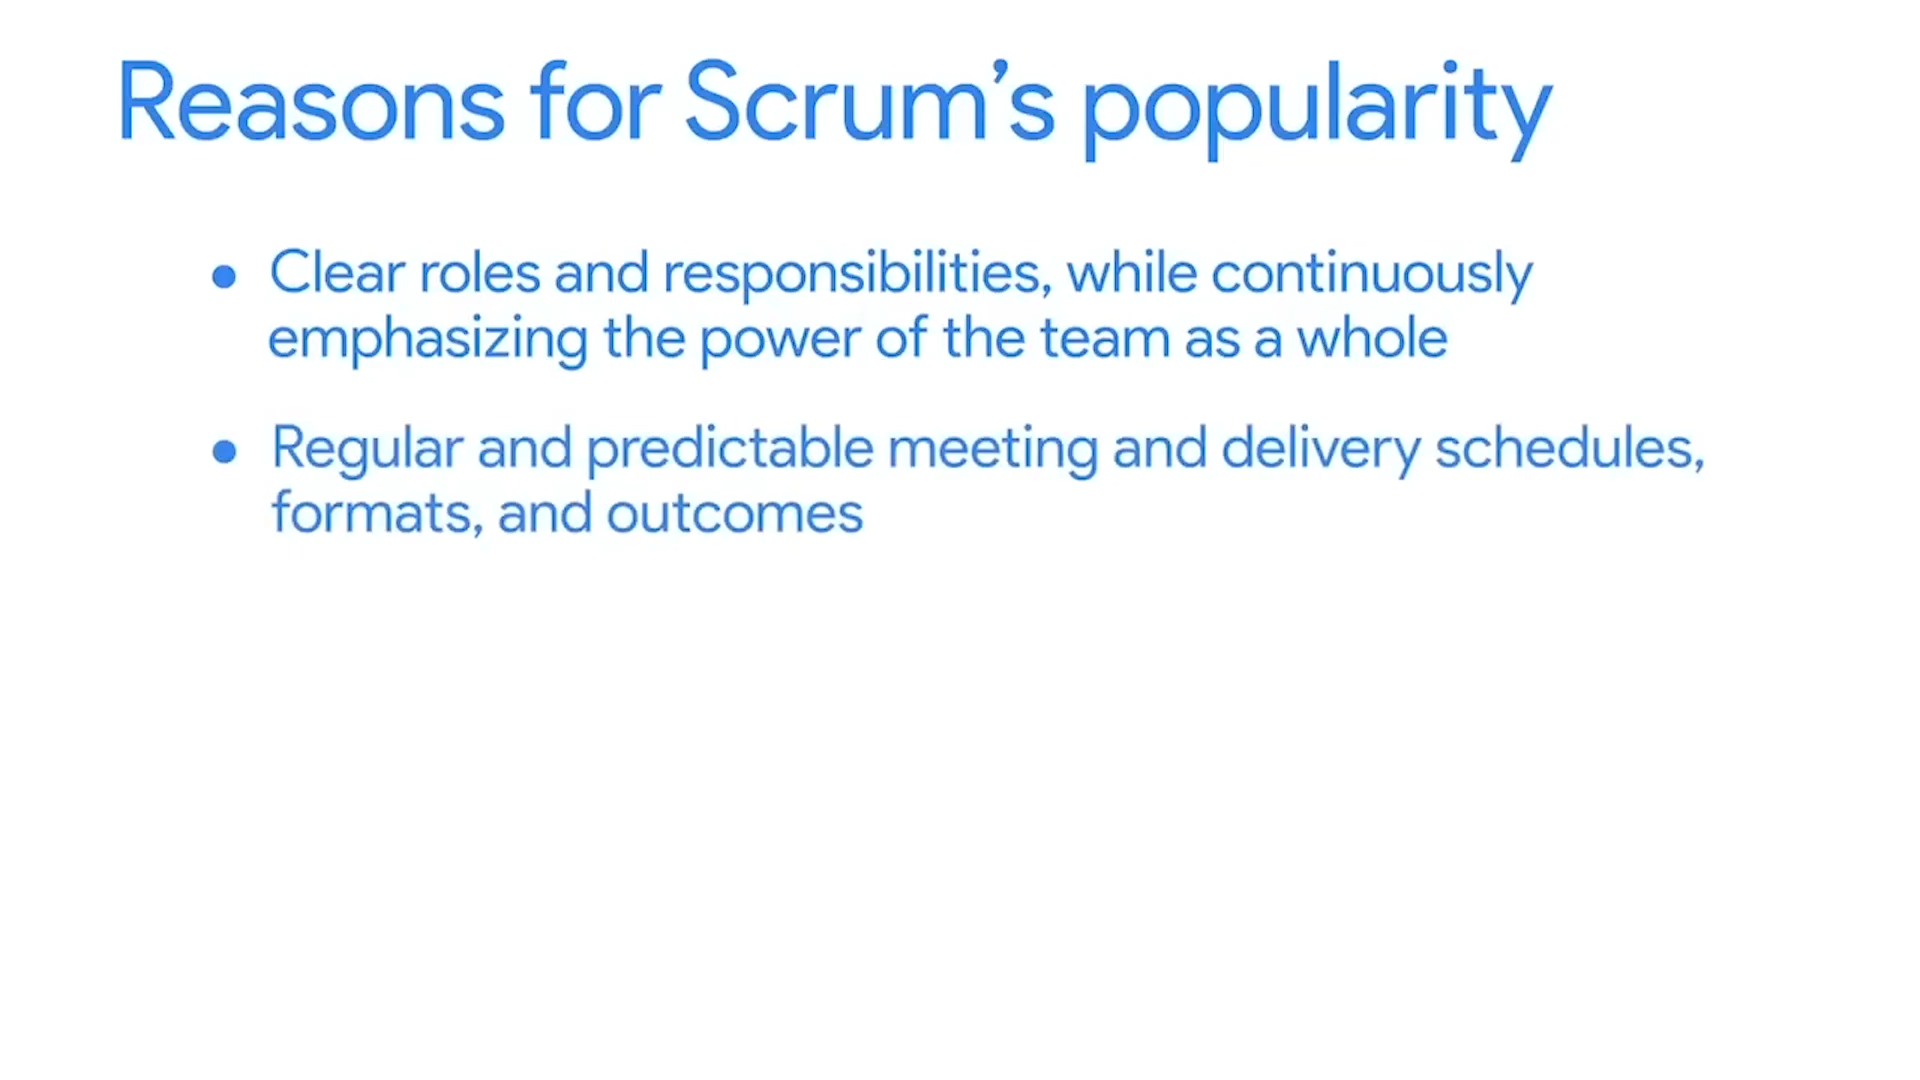 Reasons for Scrum’s popularity
● Clear roles and responsibilities, while continuously
emphasizing the power of the team as a whole
● Regular and predictable meeting and delivery schedules,
formats, and outcomes